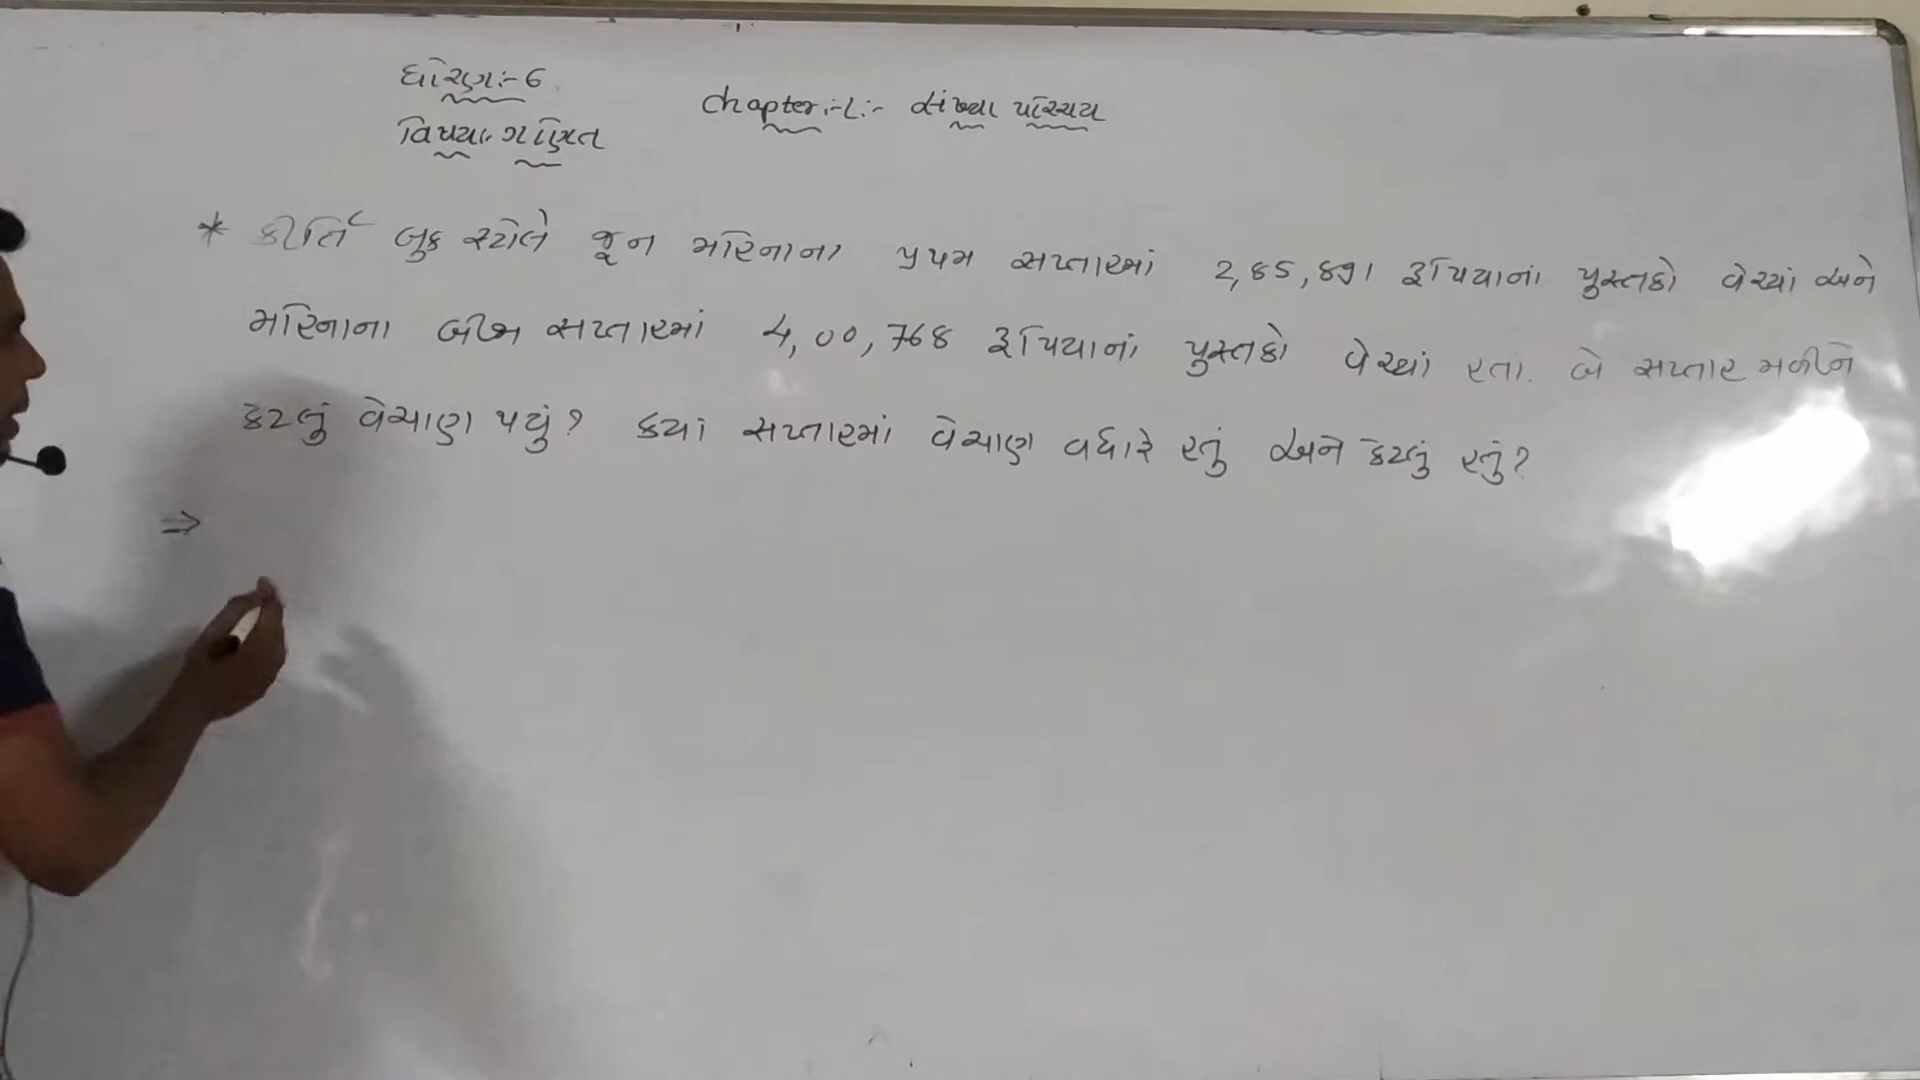 ધોરણ:- 6
વિષય:- ગણિત
Chapter:-1:- સંખ્યા પરિચય
* કીર્તિ બુક સ્ટોલે જૂન મહિનાના પ્રથમ સપ્તાહમાં 2,85,891 રૂપિયાનાં પુસ્તકો વેચ્યાં અને
મહિનાના બીજા સપ્તાહમાં 4,00,768 રૂપિયાનાં પુસ્તકો વેચ્યાં હતા. બે સપ્તાહ મળીને
કેટલું વેચાણ થયું? કયાં સપ્તાહમાં વેચાણ વધારે હતું અને કેટલું હતું?
⇒